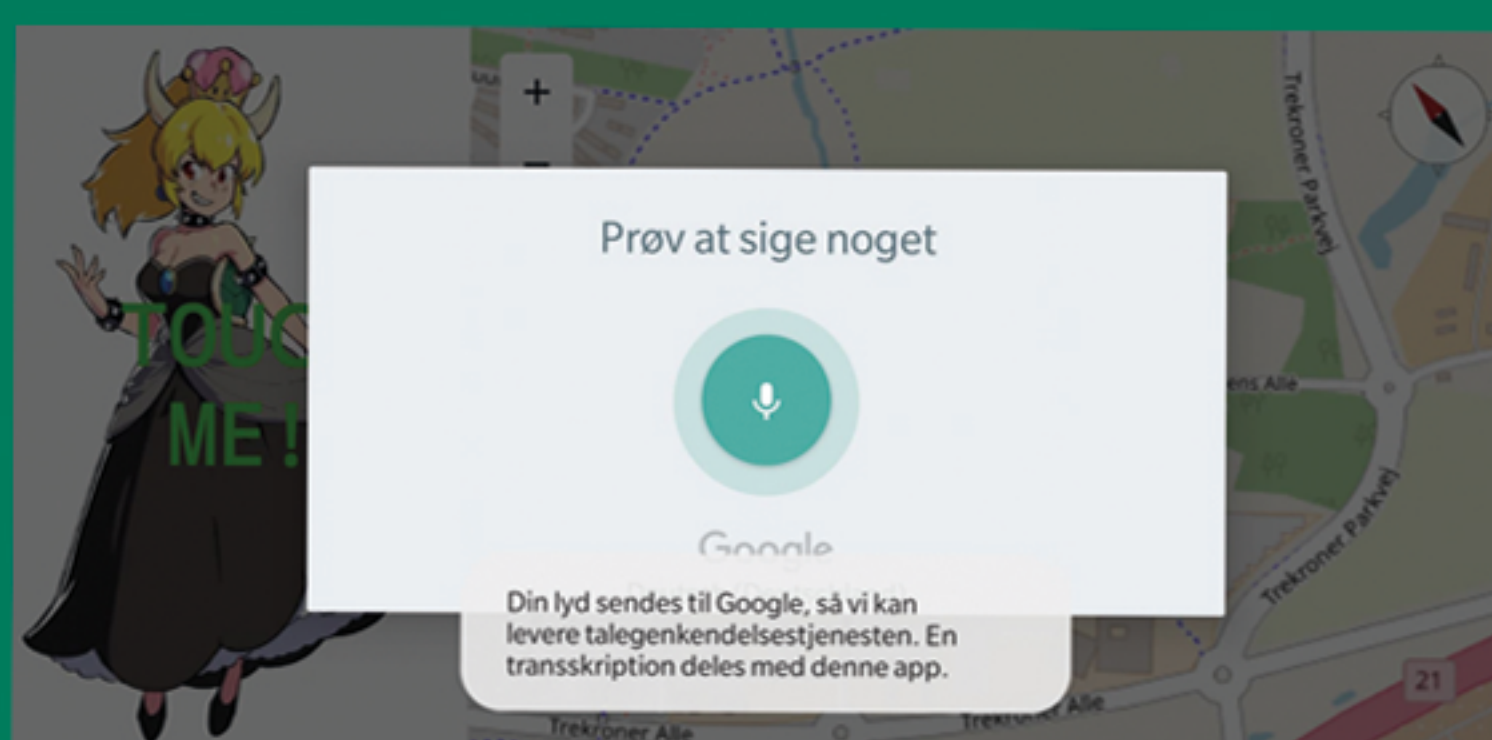 TOUC
ME !
+
−
Prøv at sige noget
Google
Din lyd sendes til Google, så vi kan
levere talegenkendelsestjenesten. En
transskription deles med denne app.
Trekroner Parkvej
ens Alle
Trekroner Parkvej
21
Trekroner Alle
Trekroner Alle